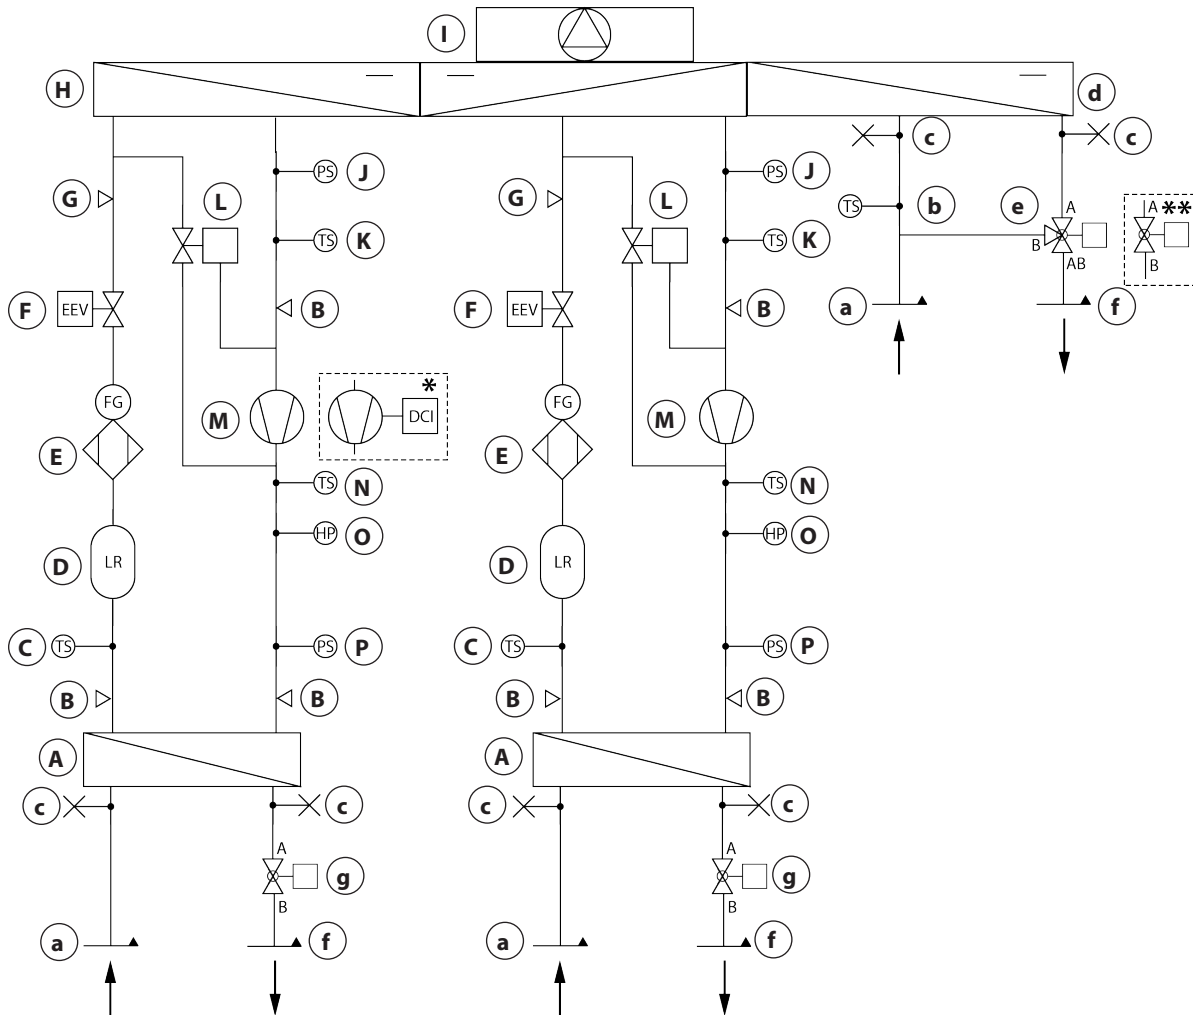 I
H
d
c c
G L PS J G L PS J
TS b e A A **
TS K TS K B AB B
F EEV B F EEV B a f
FG M * DCI FG M
E E
TS N TS N
HP O HP O
D LR D LR
C TS PS P C TS PS P
B B B B
A A
c c c c
A g A g
B B
a f a f